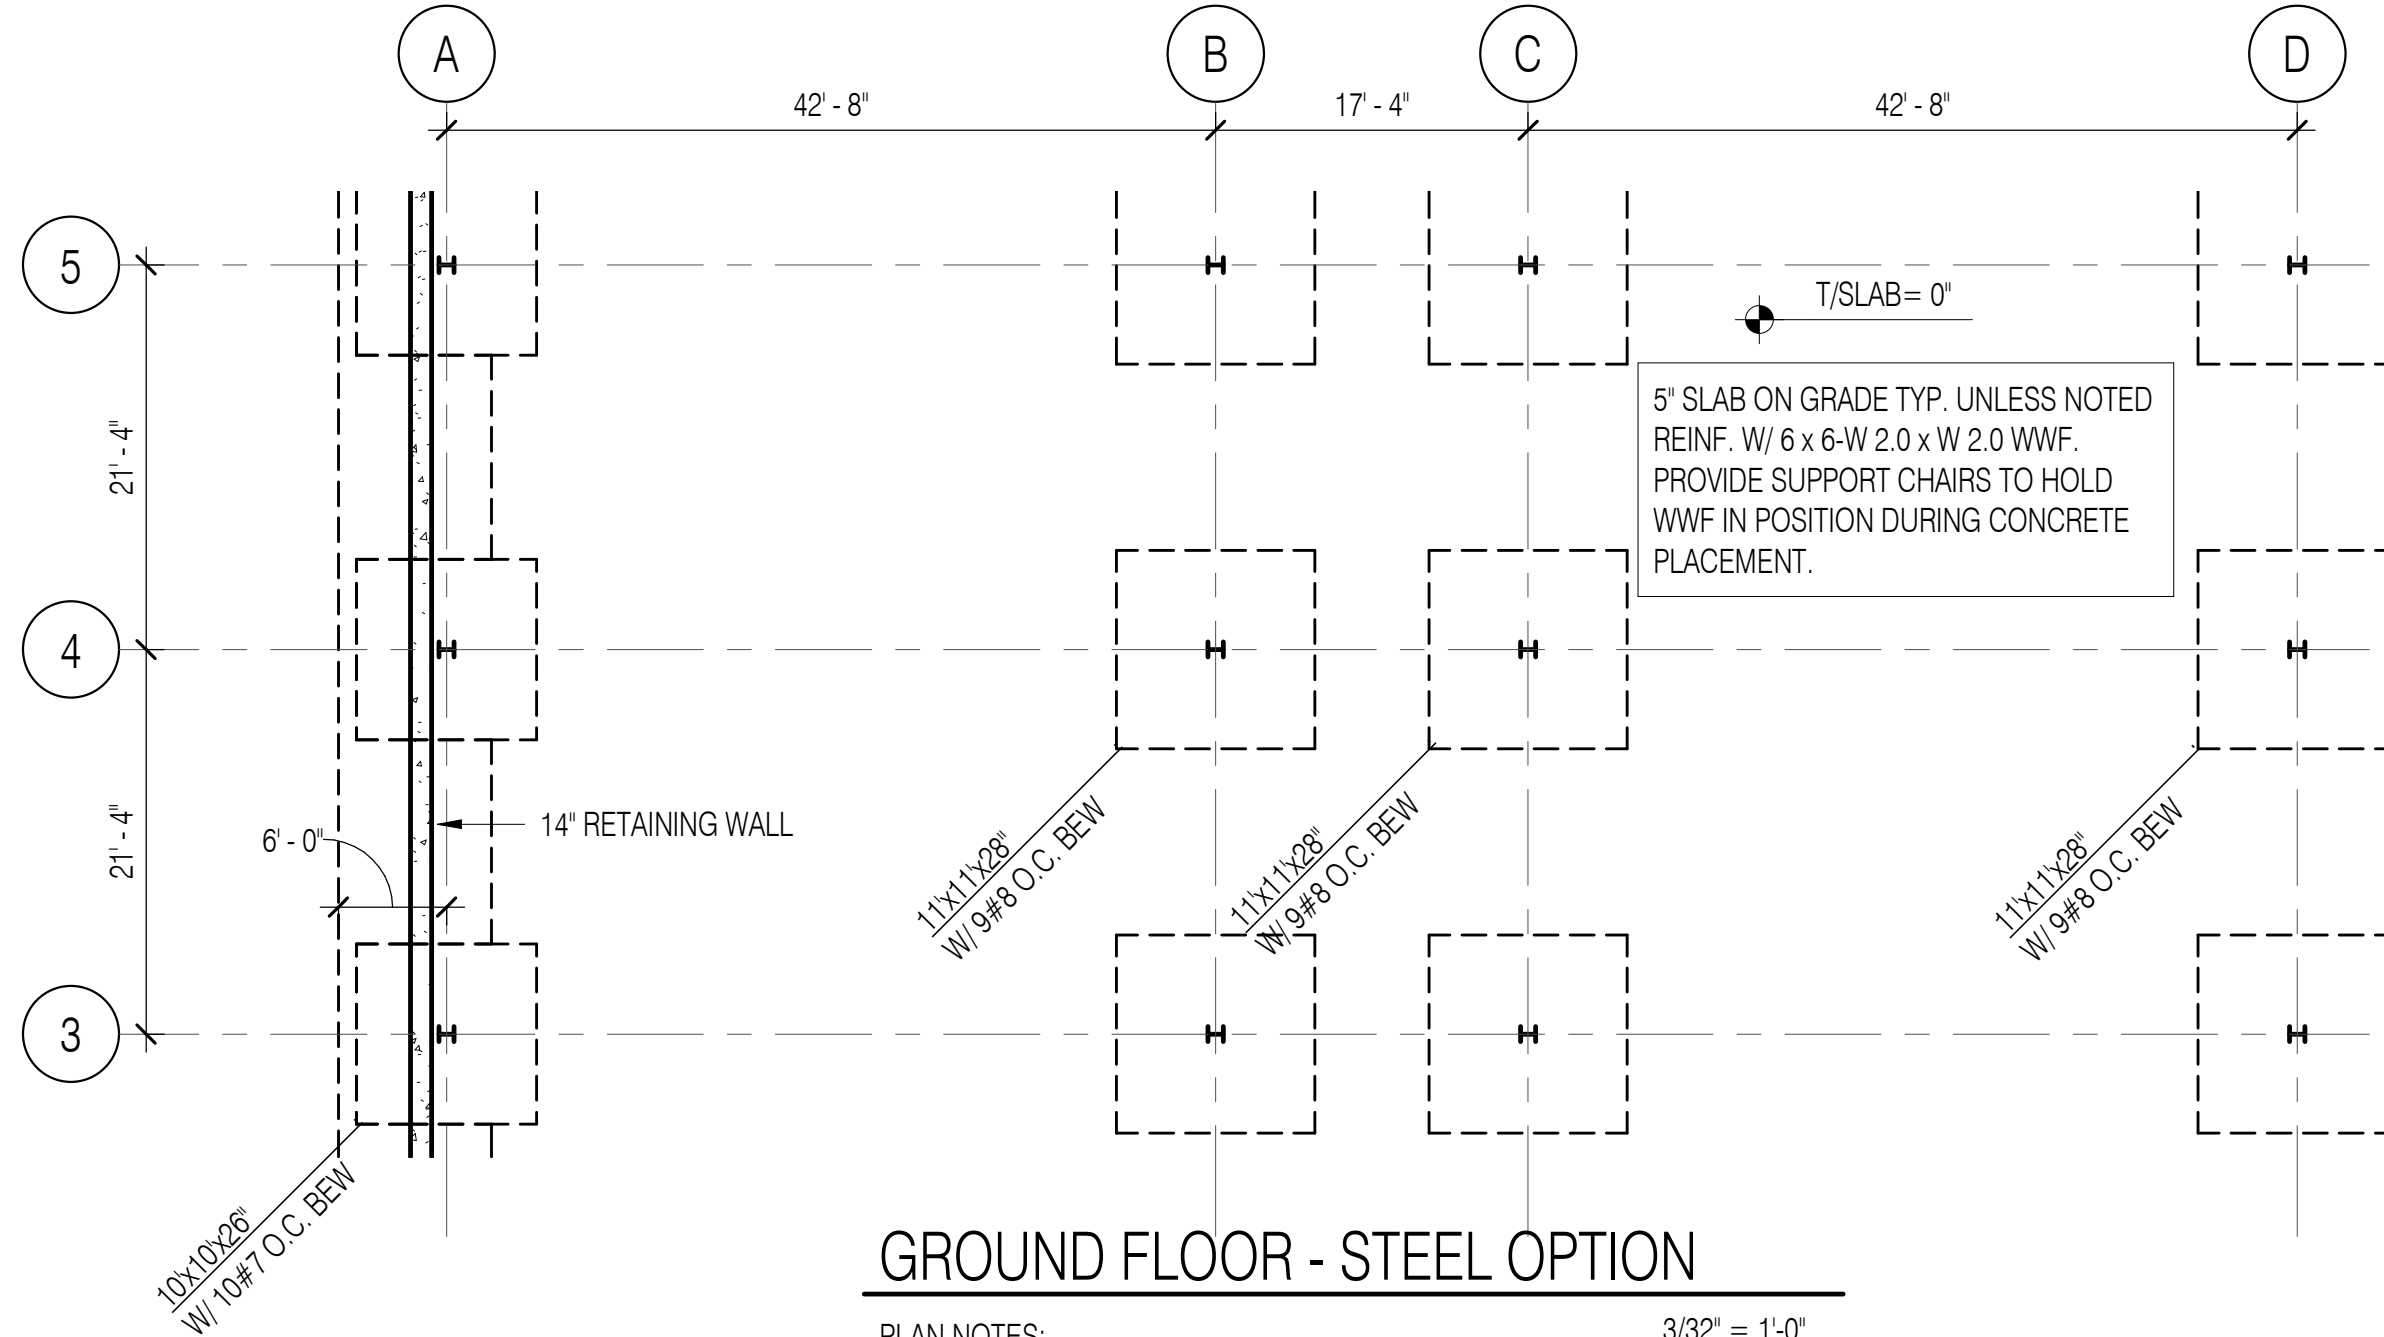 A
B
C
D
42' - 8"
17' - 4"
42' - 8"
5
T/SLAB= 0"
5" SLAB ON GRADE TYP. UNLESS NOTED
REINF. W/ 6 x 6-W 2.0 x W 2.0 WWF.
PROVIDE SUPPORT CHAIRS TO HOLD
WWF IN POSITION DURING CONCRETE
PLACEMENT.
21' - 4"
4
21' - 4"
6' - 0"
14" RETAINING WALL
11'x11'x28"
W/ 9#8 O.C. BEW
11'x11'x28"
W/ 9#8 O.C. BEW
11'x11'x28"
W/ 9#8 O.C. BEW
3
10'x10'x26"
W/ 10#7 O.C. BEW
GROUND FLOOR - STEEL OPTION
PLAN NOTES:
3/32" = 1'-0"